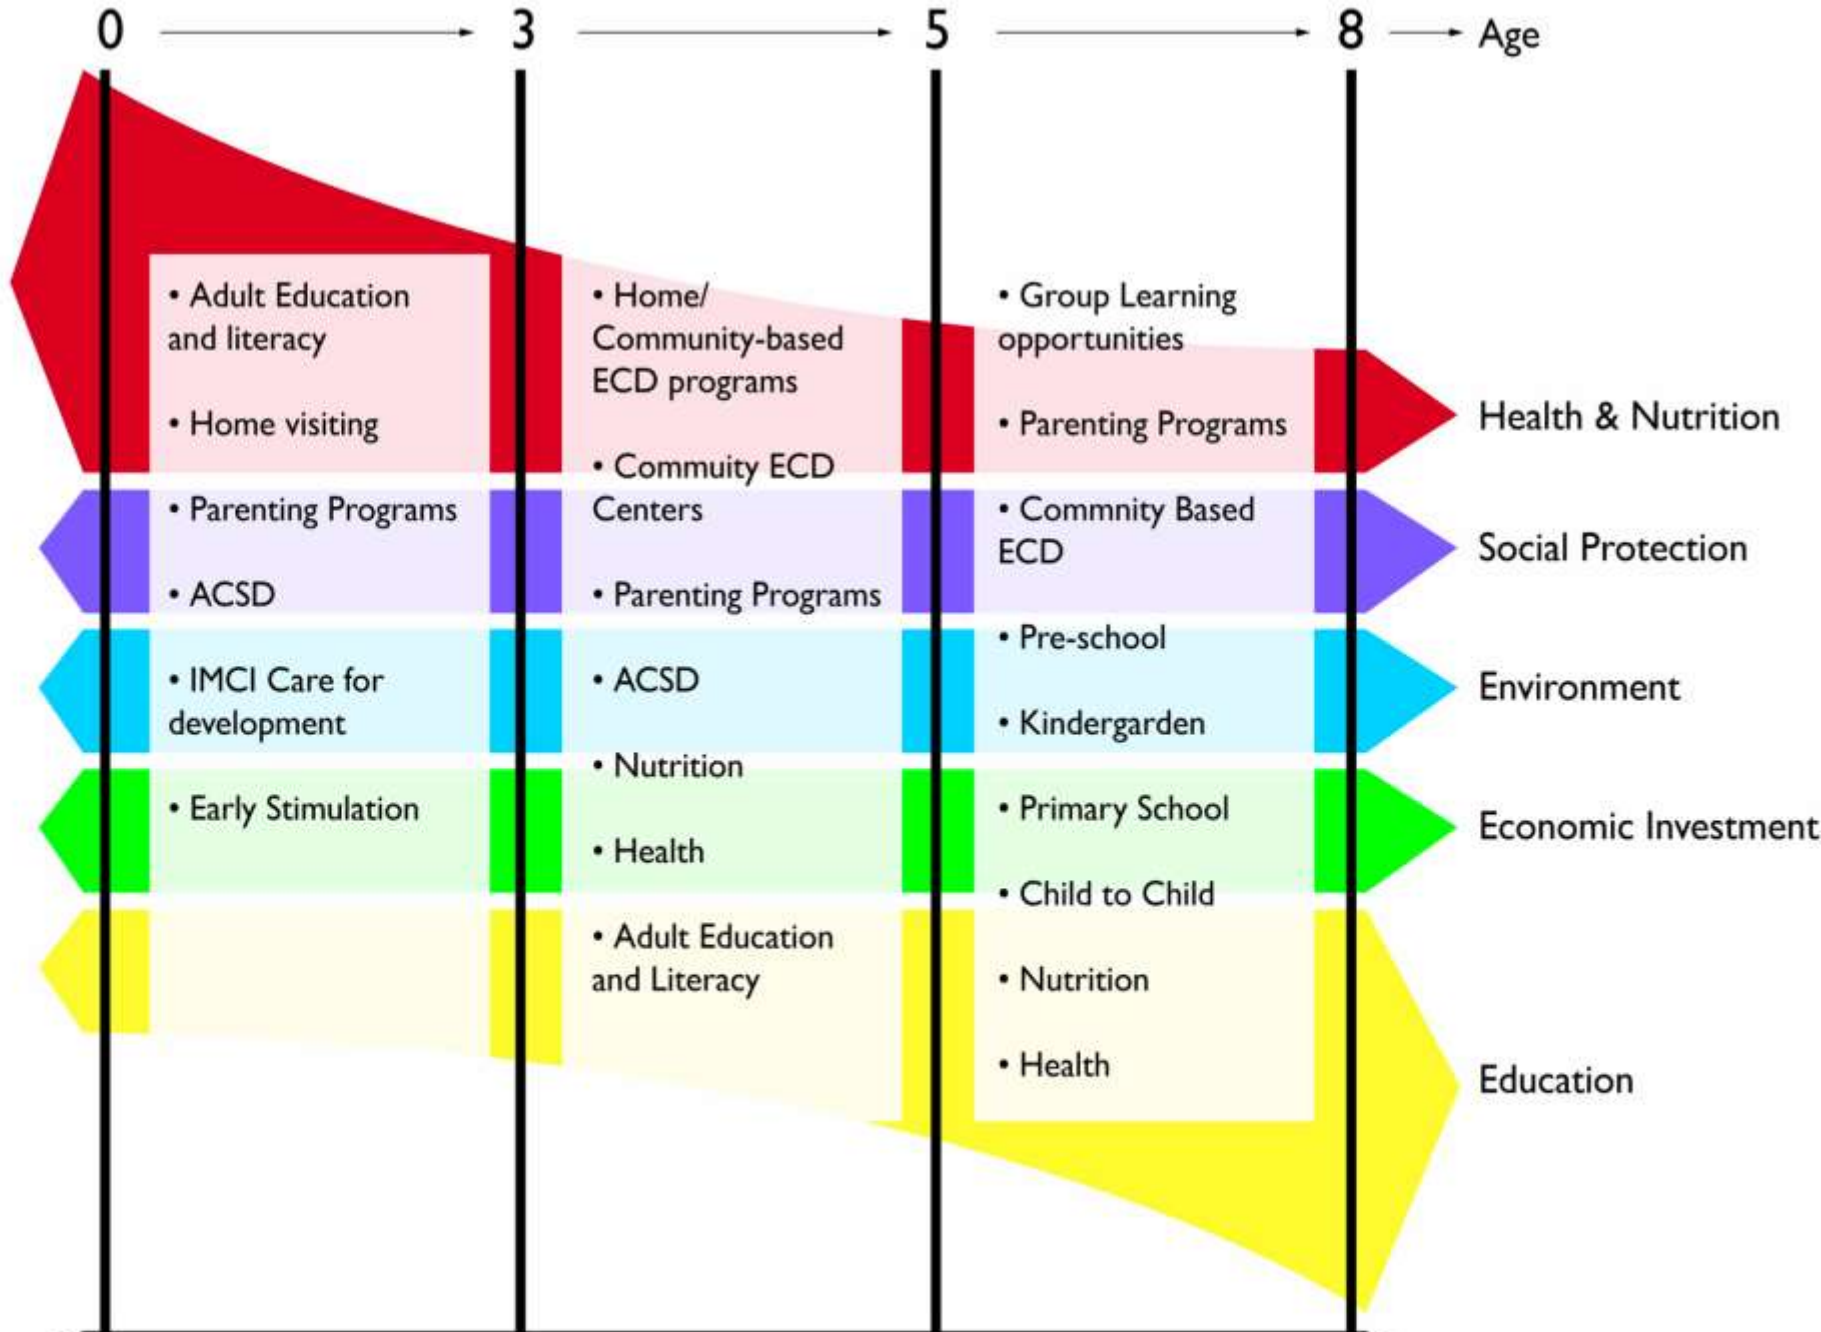 0
3
5
8
Age
• Adult Education
and literacy
• Home visiting
• Parenting Programs
• ACSD
• IMCI Care for
development
• Early Stimulation
• Home/
Community-based
ECD programs
• Commuity ECD
Centers
• Parenting Programs
• ACSD
• Nutrition
• Health
• Adult Education
and Literacy
• Group Learning
opportunities
• Parenting Programs
• Commnity Based
ECD
• Pre-school
• Kindergarden
• Primary School
• Child to Child
• Nutrition
• Health
Health & Nutrition
Social Protection
Environment
Economic Investment
Education